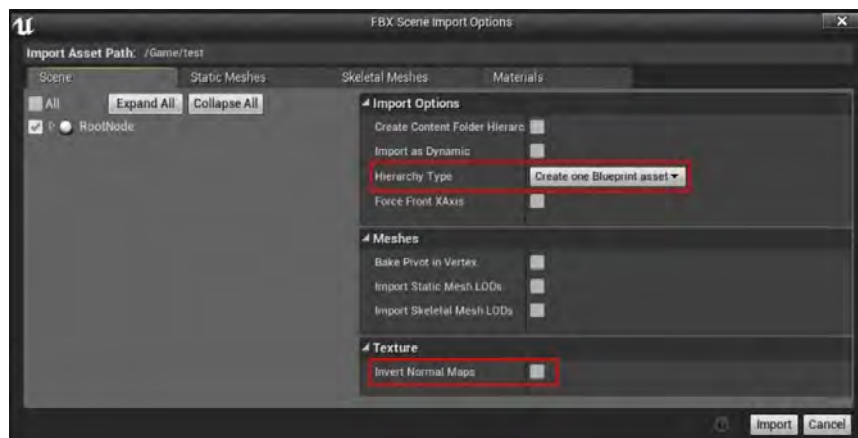 FBX Scene Import Options
Import Asset Path: /Game/test
Scene Static Meshes Skeletal Meshes Materials
All Expand All Collapse All
RootNode
Import Options
Create Content Folder Hierarc
Import as Dynamic
Hierarchy Type Create one Blueprint asset
Force Front XAxis
Meshes
Bake Pivot in Vertex
Import Static Mesh LODs
Import Skeletal Mesh LODs
Texture
Invert Normal Maps
Import Cancel